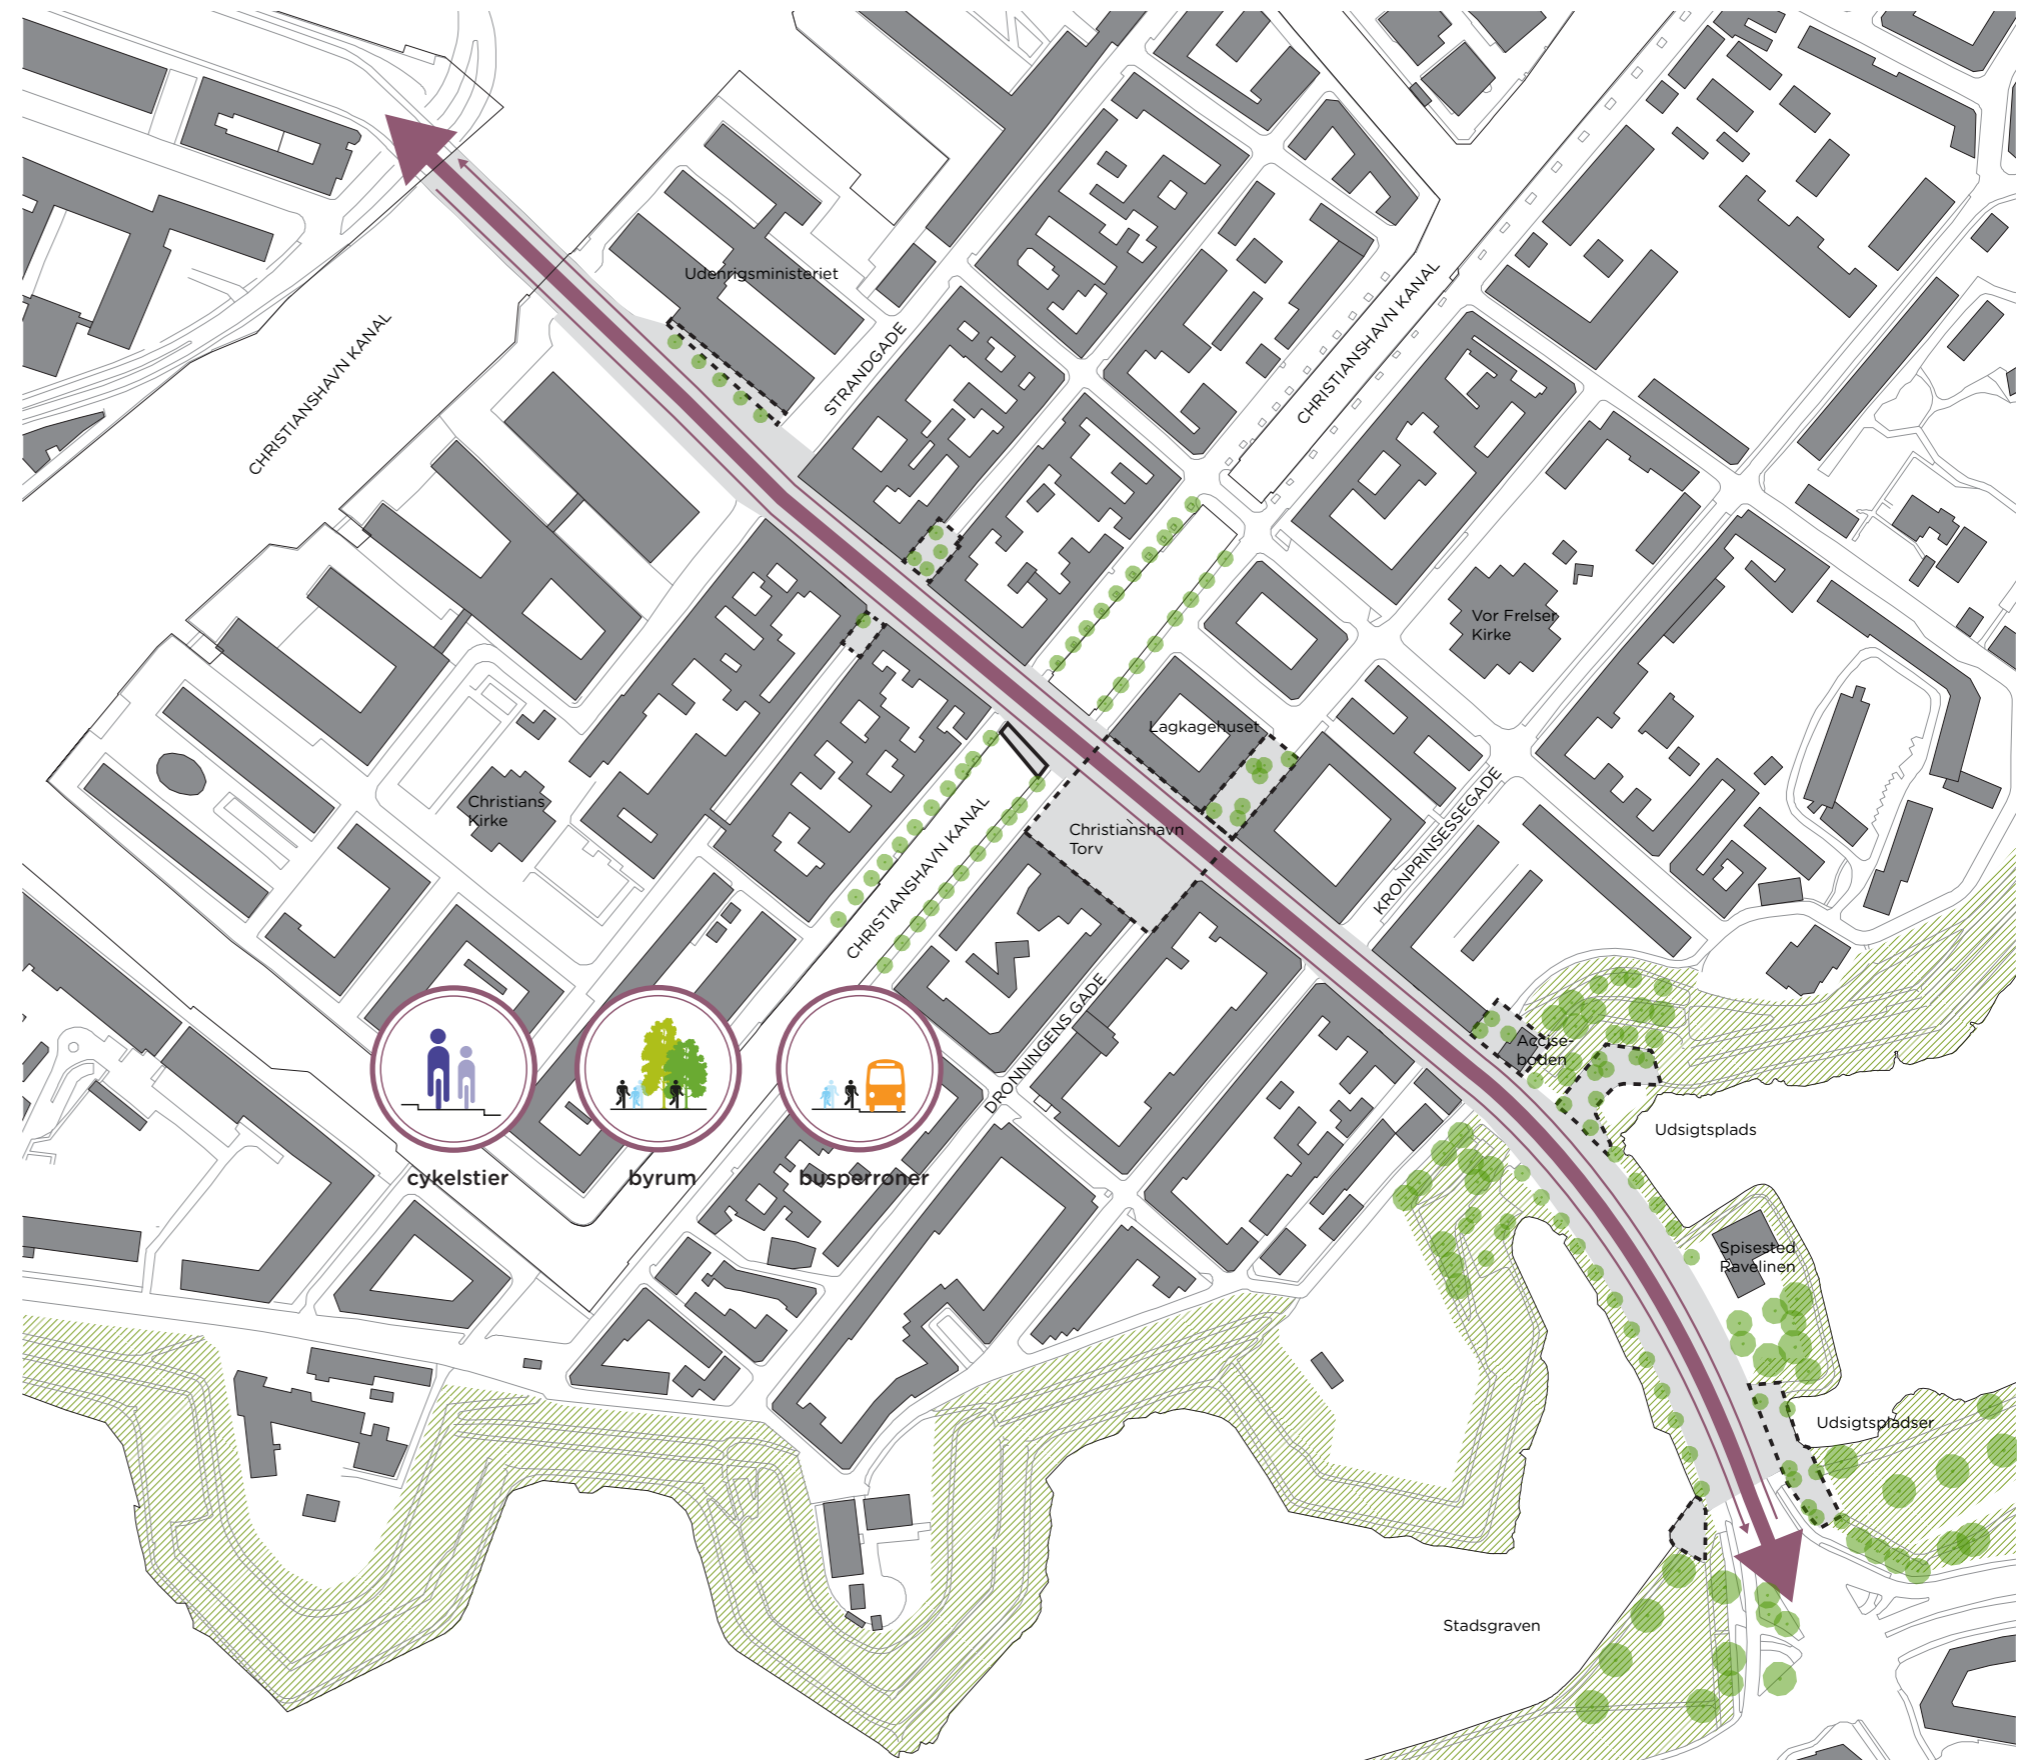 Udenrigsministeriet
STRANDGADE
CHRISTIANSHAVN KANAL
CHRISTIANSHAVN KANAL
Vor Frelser
Kirke
Lagkagehuset
Christians
Kirke
Christianshavn
Torv
KRONPRINSESSEGADE
CHRISTIANSHAVN KANAL
DRONNINGENS GADE
Accise-
boden
Udsigtsplads
cykelstier
byrum
busperroner
Spisested
Ravelinen
Udsigtspladser
Stadsgraven